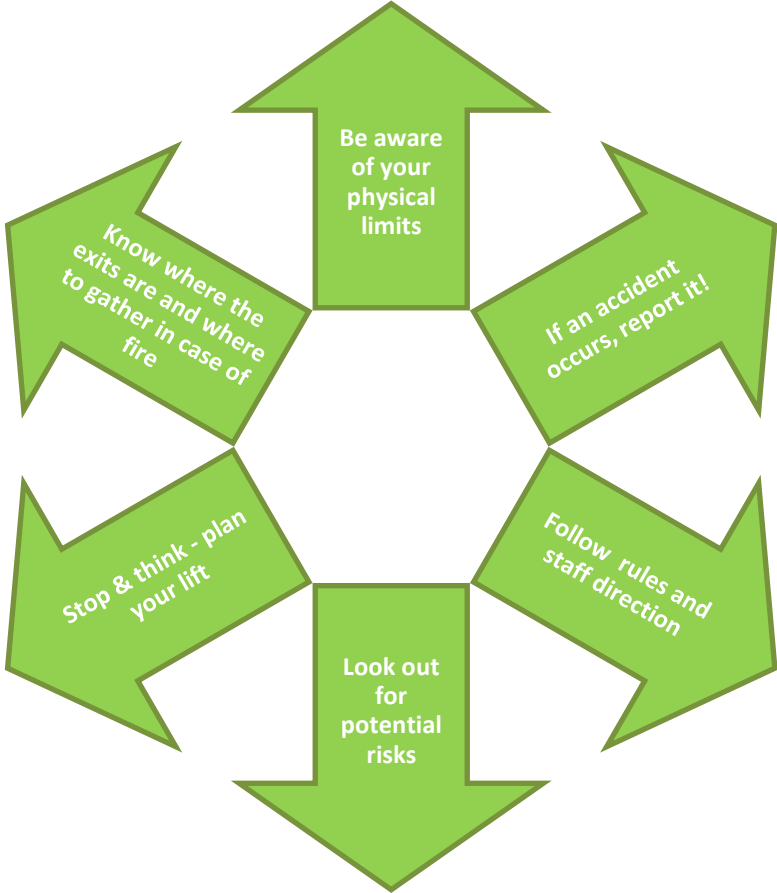 Be aware
of your
physical
limits
If an accident
occurs, report it!
Follow  rules and
staff direction
Look out
for
potential
risks
Stop & think - plan
your lift
Know where the
exits are and where
to gather in case of
fire